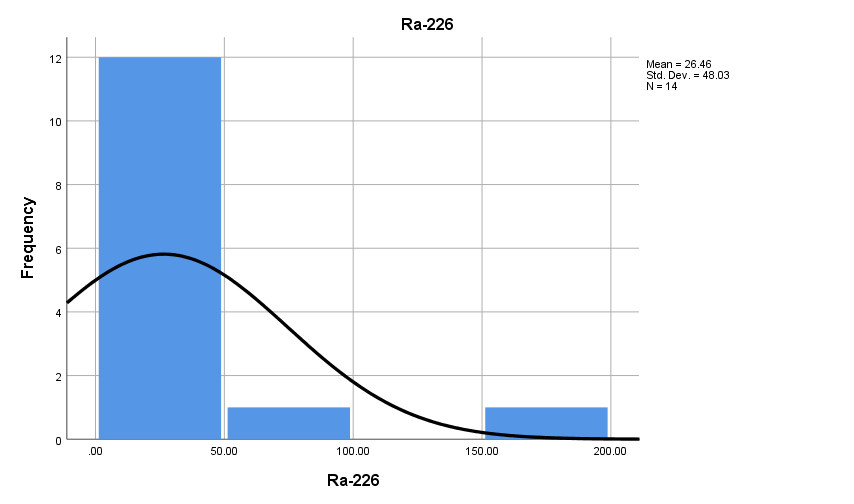 Ra-226
Mean = 26.46
Std. Dev. = 48.03
N = 14
Frequency
12
10
8
6
4
2
0
.00
50.00
100.00
150.00
200.00
Ra-226